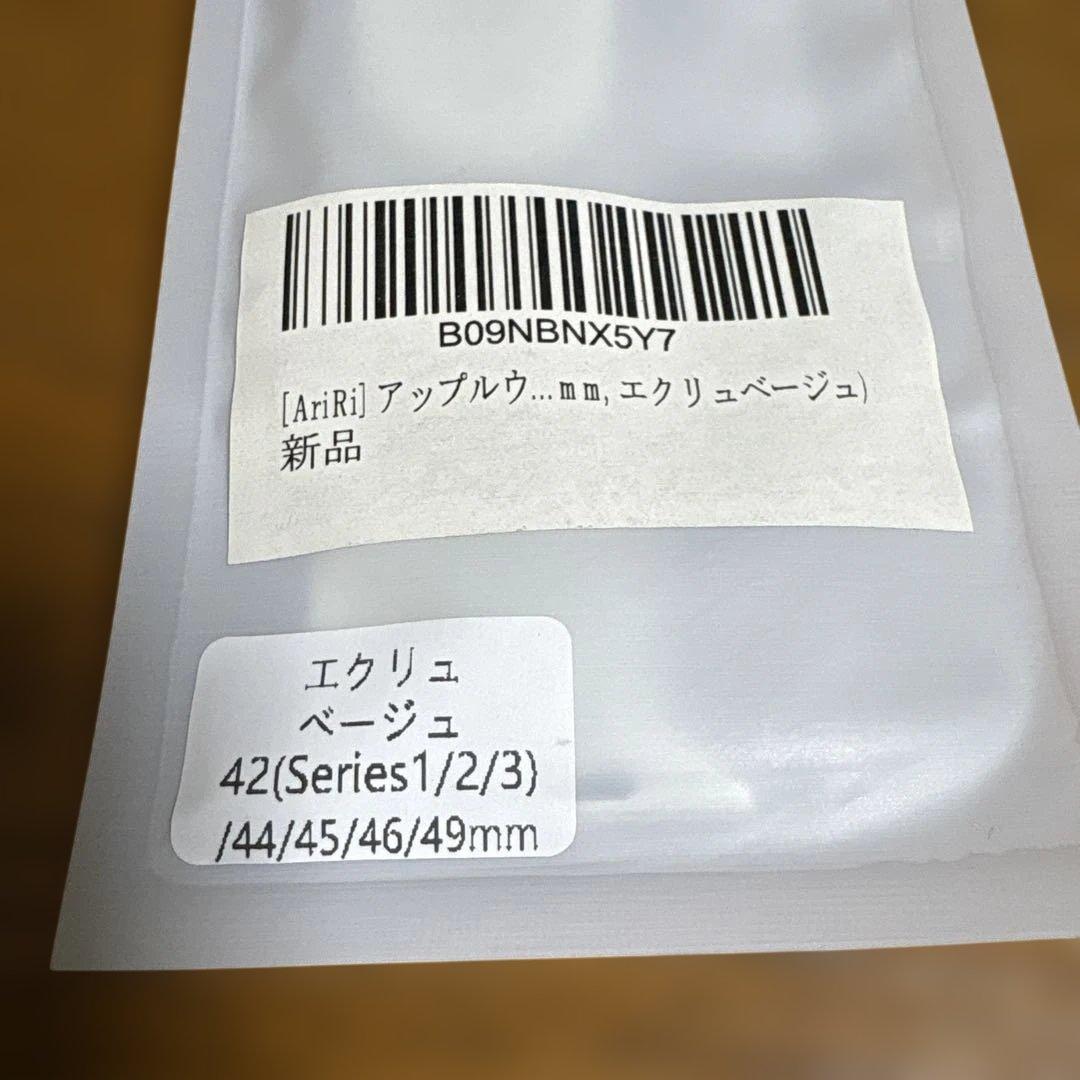 B09NBNX5Y7
[AriRi] アップルウ...mm, エクリュベージュ)
新品
エクリュ
ベージュ
42(Series1/2/3)
/44/45/46/49mm